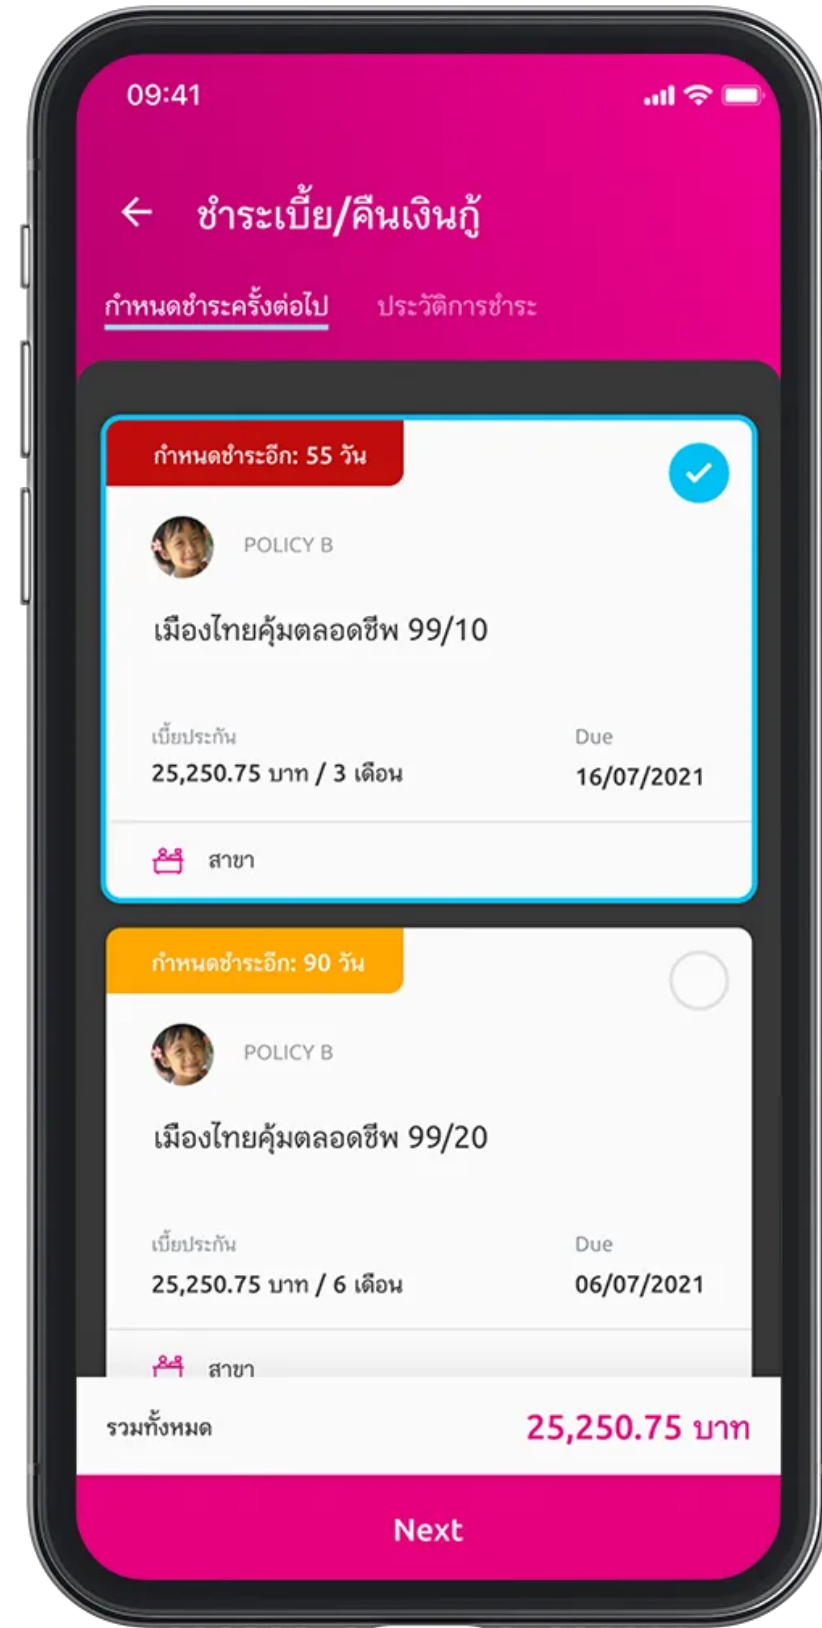 09:41
ชำระเบี้ย/คืนเงินกู้
กำหนดชำระครั้งต่อไป ประวัติการชำระ
กำหนดชำระอีก: 55 วัน
POLICY B
เมืองไทยคุ้มตลอดชีพ 99/10
เบี้ยประกัน Due
25,250.75 บาท / 3 เดือน 16/07/2021
สาขา
กำหนดชำระอีก: 90 วัน
POLICY B
เมืองไทยคุ้มตลอดชีพ 99/20
เบี้ยประกัน Due
25,250.75 บาท / 6 เดือน 06/07/2021
สาขา
รวมทั้งหมด 25,250.75 บาท
Next